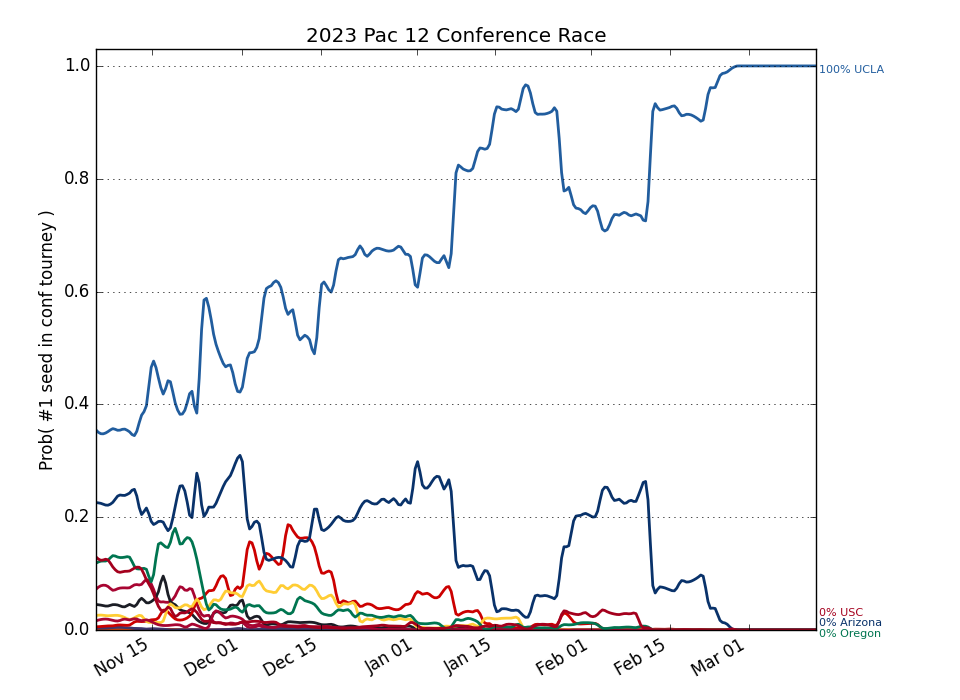 2023 Pac 12 Conference Race
1.0
100% UCLA
0.8
0.6
Prob( #1 seed in conf tourney )
0.4
0.2
0.0
0% USC
0% Arizona
0% Oregon
Nov 15
Dec 01
Dec 15
Jan 01
Jan 15
Feb 01
Feb 15
Mar 01